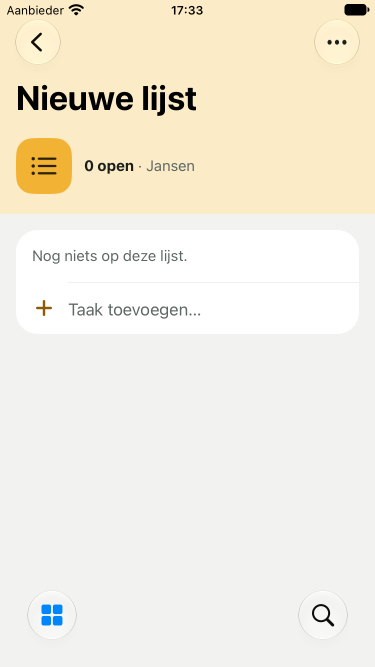 Aanbieder 17:33
Nieuwe lijst
0 open · Jansen
Nog niets op deze lijst.
Taak toevoegen...